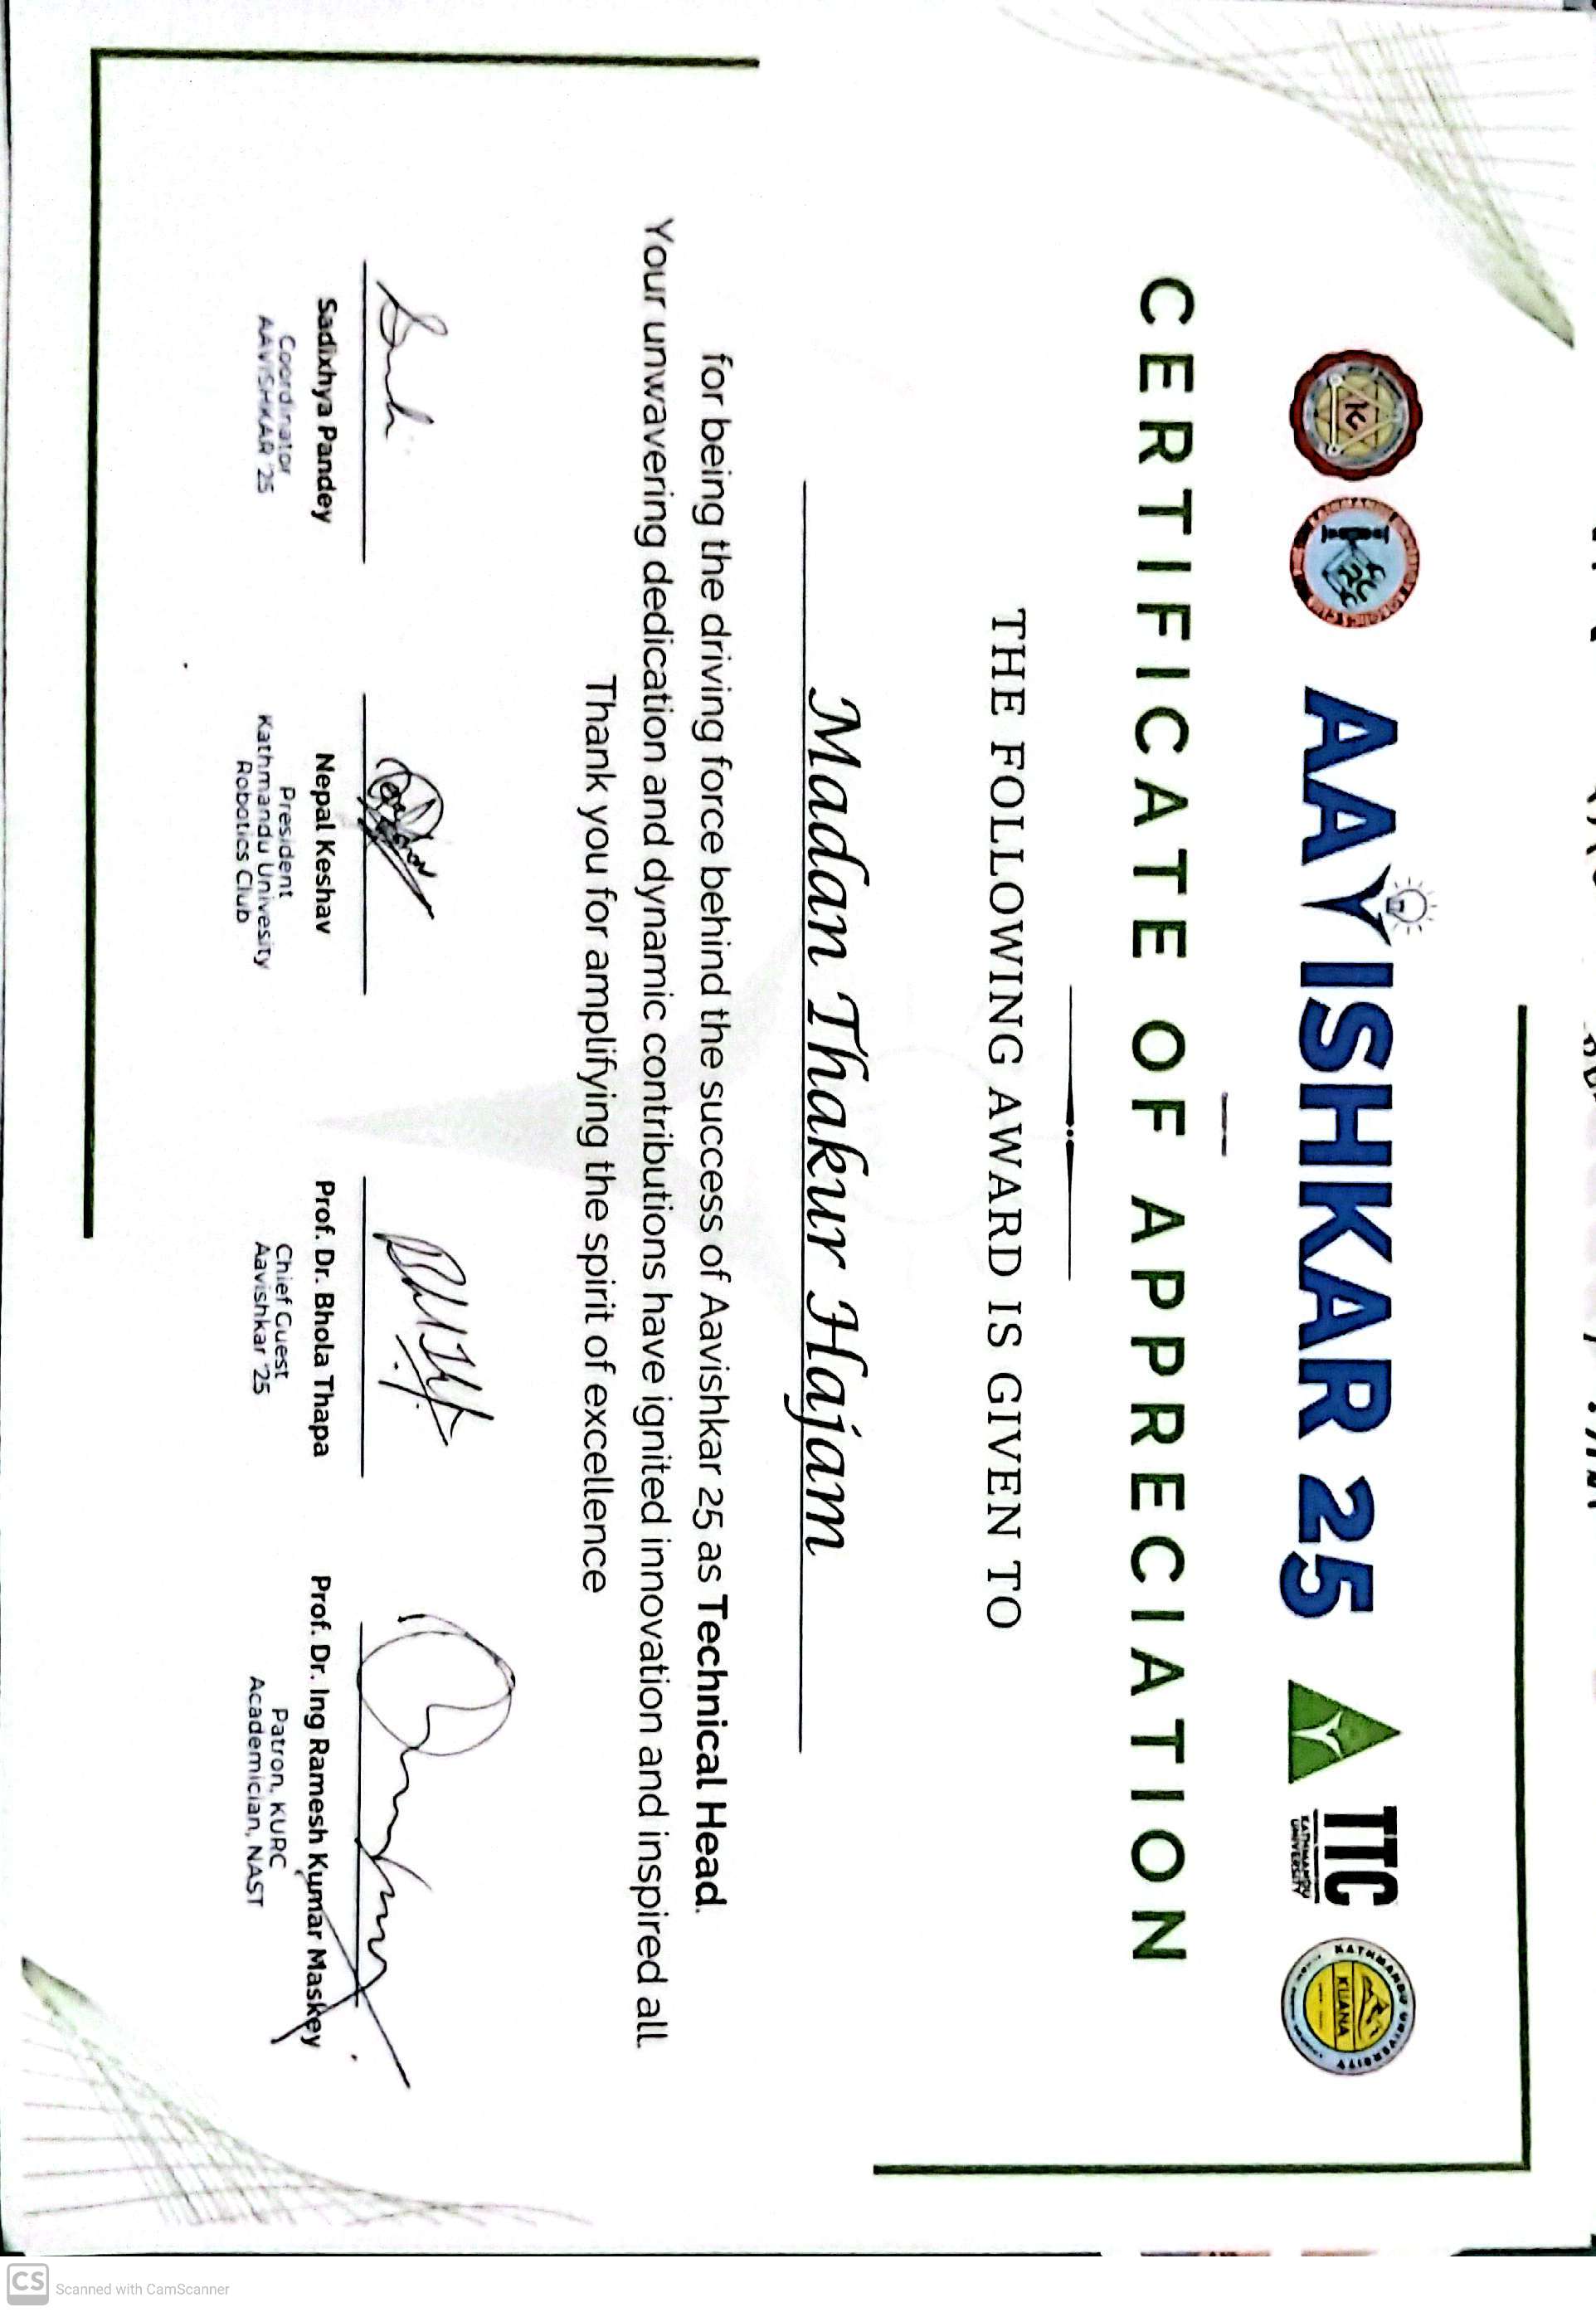 AAVISHKAR 25
TTC
KATHMANDU
UNIVERSITY
KATHMANDU UNIVERSITY
KUANA
CERTIFICATE OF APPRECIATION
THE FOLLOWING AWARD IS GIVEN TO
Madan Thakur Hajam
for being the driving force behind the success of Aavishkar 25 as Technical Head.
Your unwavering dedication and dynamic contributions have ignited innovation and inspired all.
Thank you for amplifying the spirit of excellence
Sadixhya Pandey
Coordinator
AAVISHKAR '25
Nepal Keshav
President
Kathmandu Univesity
Robotics Club
Prof. Dr. Bhola Thapa
Chief Guest
Aavishkar '25
Prof. Dr. Ing Ramesh Kumar Maskey
Patron, KURC
Academician, NAST
CS Scanned with CamScanner